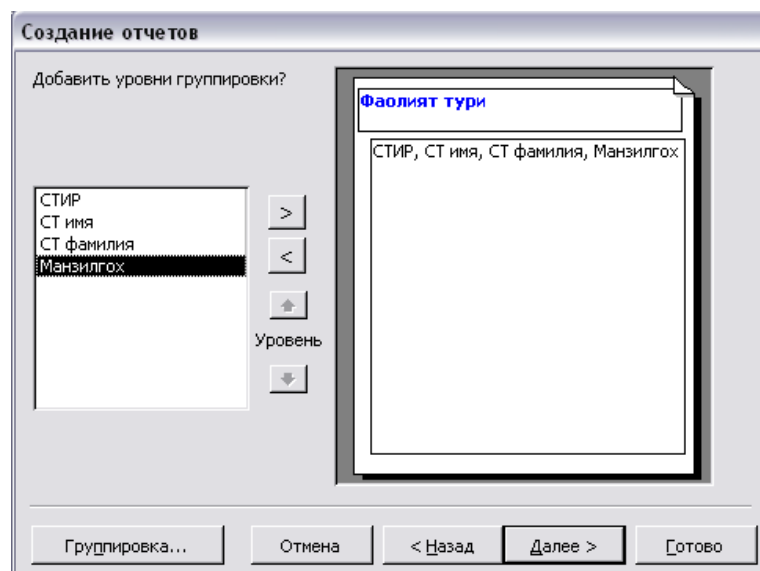 Создание отчетов
Добавить уровни группировки?
СТИР
СТ имя
СТ фамилия
Манзилгох
>
<
Уровень
Фаолият тури
СТИР, СТ имя, СТ фамилия, Манзилгох
Группировка...
Отмена
< Назад
Далее >
Готово